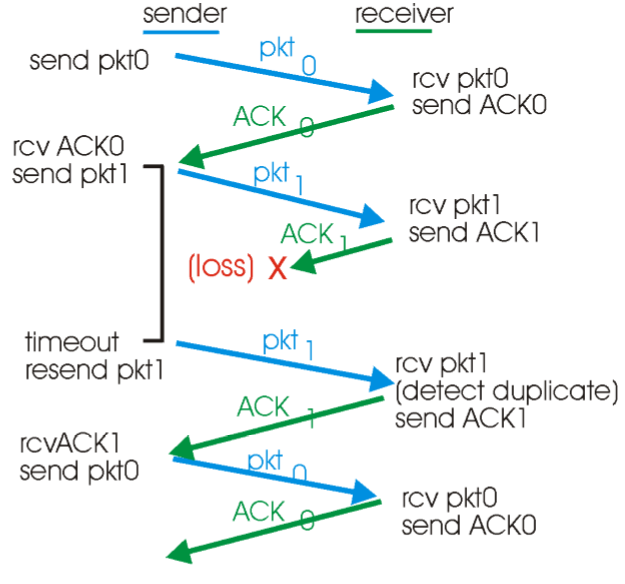 sender
receiver
send pkt0
pkt 0
rcv pkt0
send ACK0
ACK 0
rcv ACK0
send pkt1
pkt 1
rcv pkt1
send ACK1
ACK 1
(loss) X
timeout
resend pkt1
pkt 1
rcv pkt1
(detect duplicate)
send ACK1
ACK 1
rcvACK1
send pkt0
pkt 0
rcv pkt0
send ACK0
ACK 0